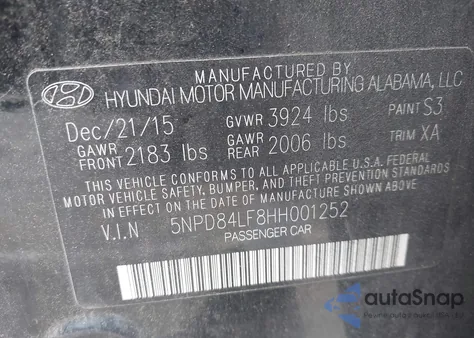 MANUFACTURED BY
HYUNDAI MOTOR MANUFACTURING ALABAMA, LLC
Dec/21/15 GVWR 3924 lbs PAINT S3
GAWR FRONT 2183 lbs GAWR REAR 2006 lbs TRIM XA
THIS VEHICLE CONFORMS TO ALL APPLICABLE U.S.A. FEDERAL
MOTOR VEHICLE SAFETY, BUMPER, AND THEFT PREVENTION
STANDARDS IN EFFECT ON THE DATE OF MANUFACTURE SHOWN ABOVE.
V.I.N 5NPD84LF8HH001252
PASSENGER CAR
autoSnap